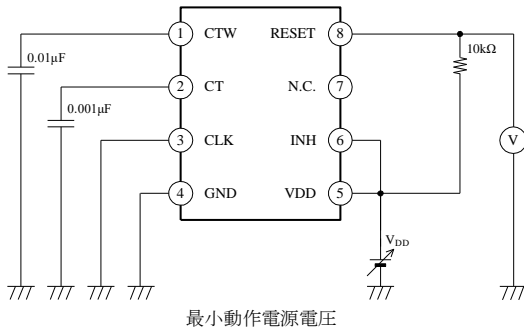 1 CTW RESET 8
0.01μF 10kΩ
2 CT N.C. 7
0.001μF
3 CLK INH 6 V
4 GND VDD 5
VDD
最小動作電源電圧